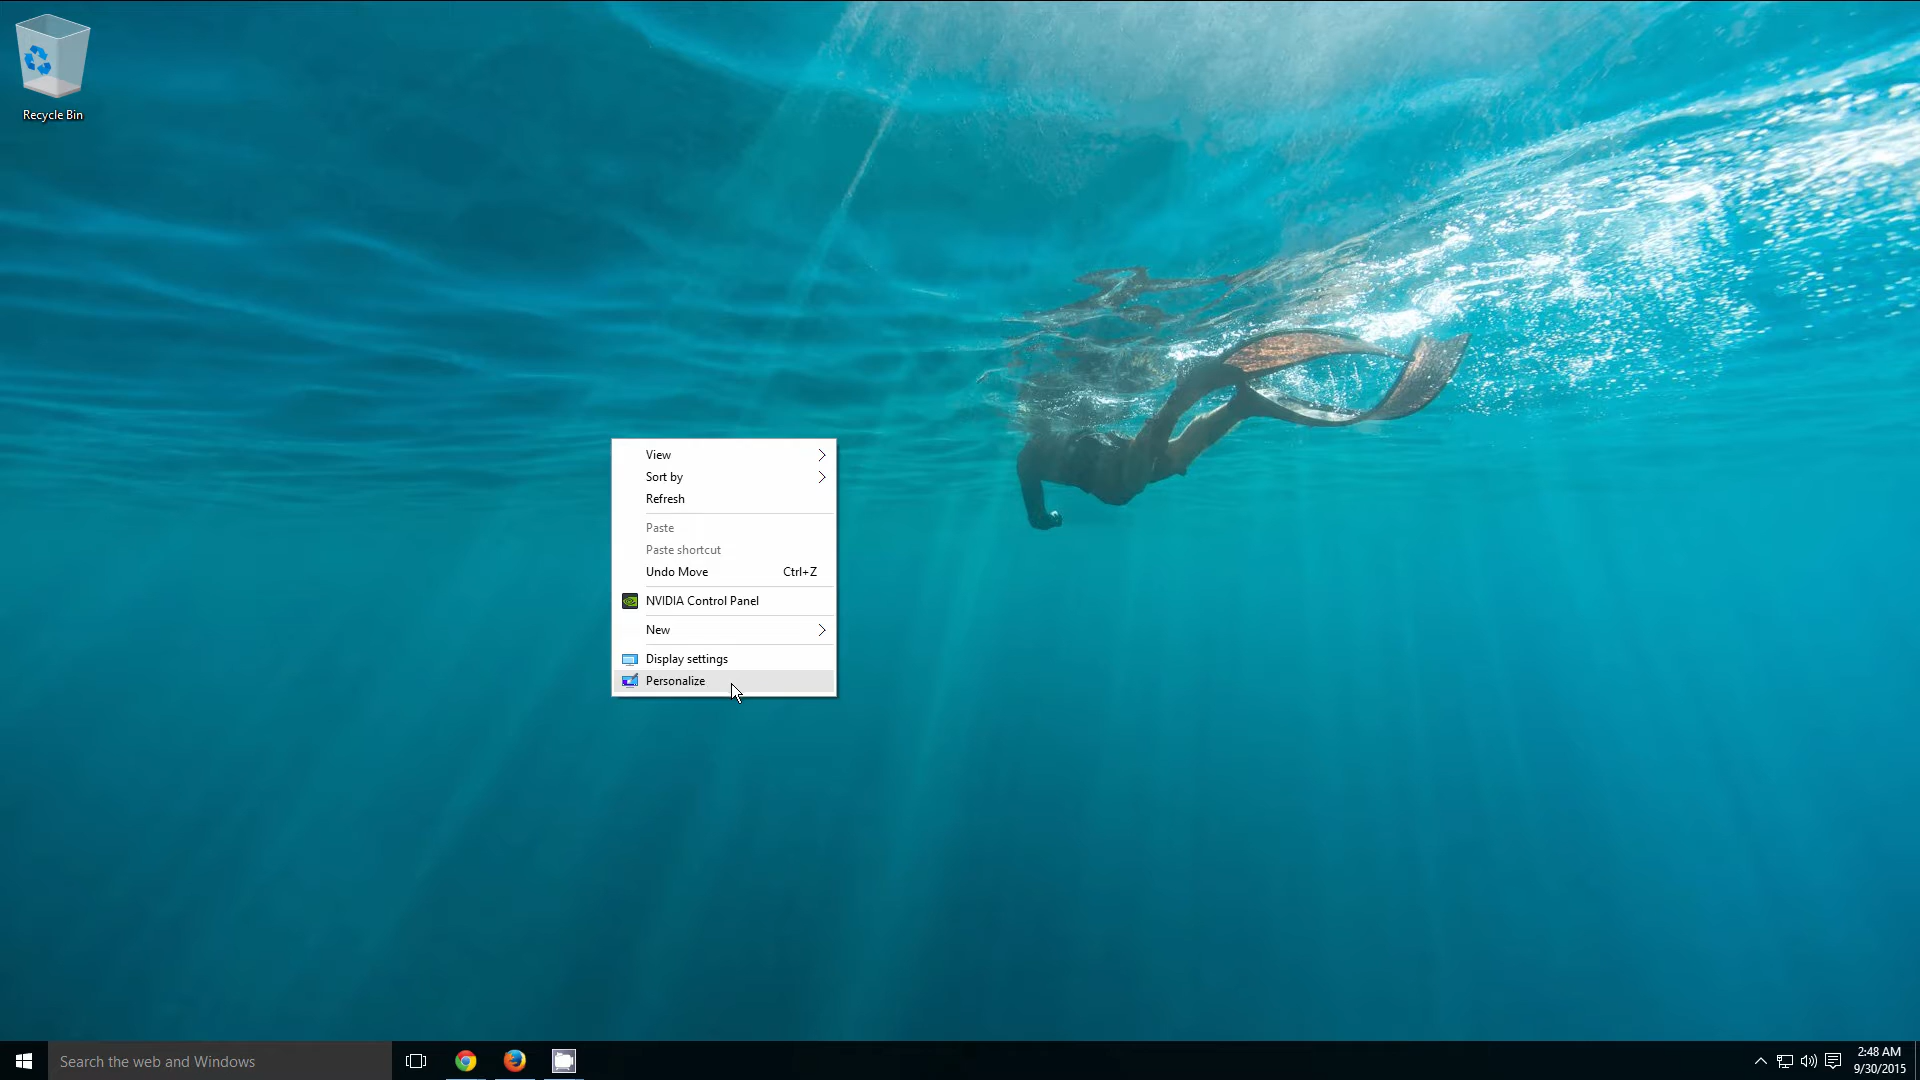 Recycle Bin
View
Sort by
Refresh
Paste
Paste shortcut
Undo Move Ctrl+Z
NVIDIA Control Panel
New
Display settings
Personalize
Search the web and Windows
2:48 AM
9/30/2015